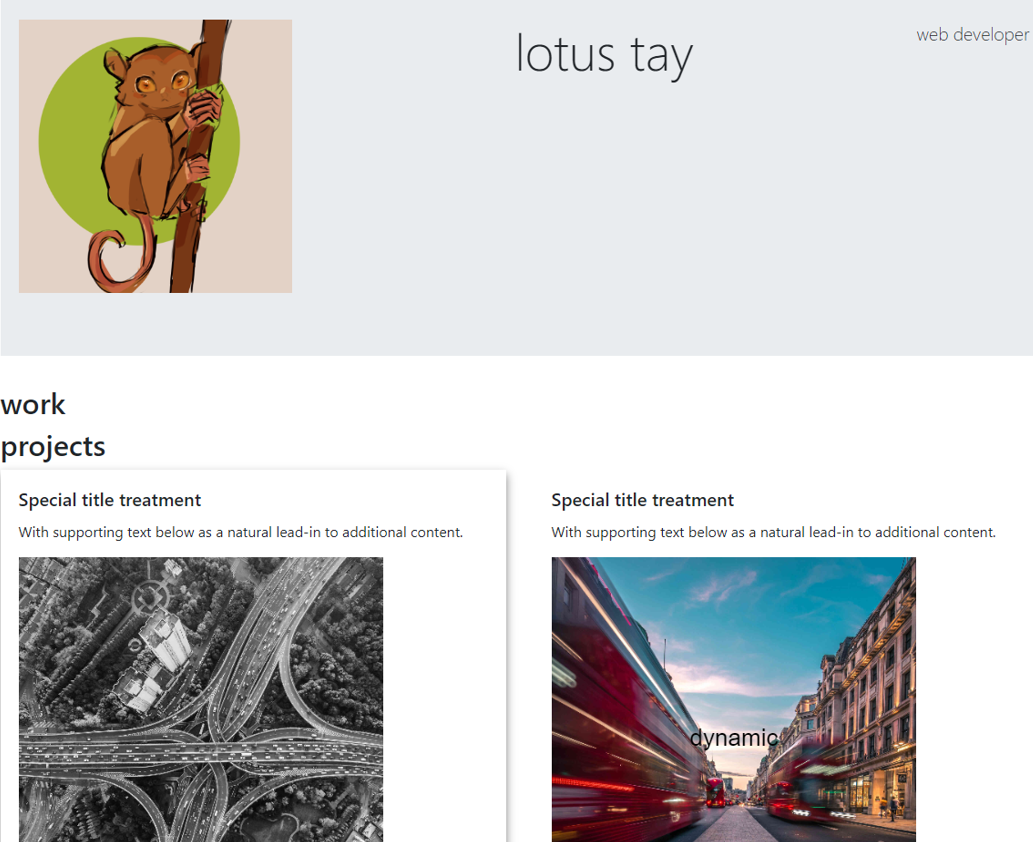 lotus tay
web developer
work
projects
Special title treatment
With supporting text below as a natural lead-in to additional content.
Special title treatment
With supporting text below as a natural lead-in to additional content.
dynamic